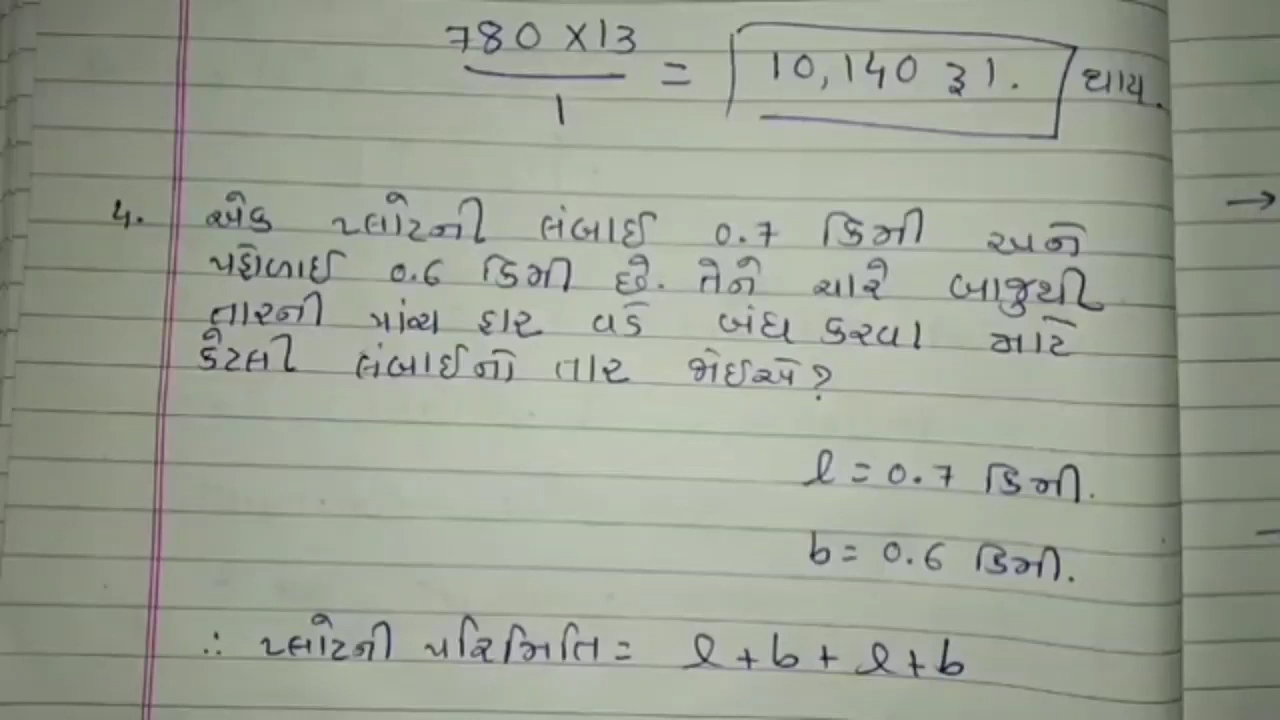 780 X13
1
= 10,140 રૂા. થાય.
4. એક પ્લોટની લંબાઈ 0.7 કિમી અને
પહોળાઈ 0.6 કિમી છે. તેને ચારે બાજુથી
તારની પાંચ હાર વડે બંધ કરવા માટે
કેટલી લંબાઈનો તાર જોઈએ?
l = 0.7 કિમી.
b = 0.6 કિમી.
∴ પ્લોટની પરિમિતિ = l + b + l + b